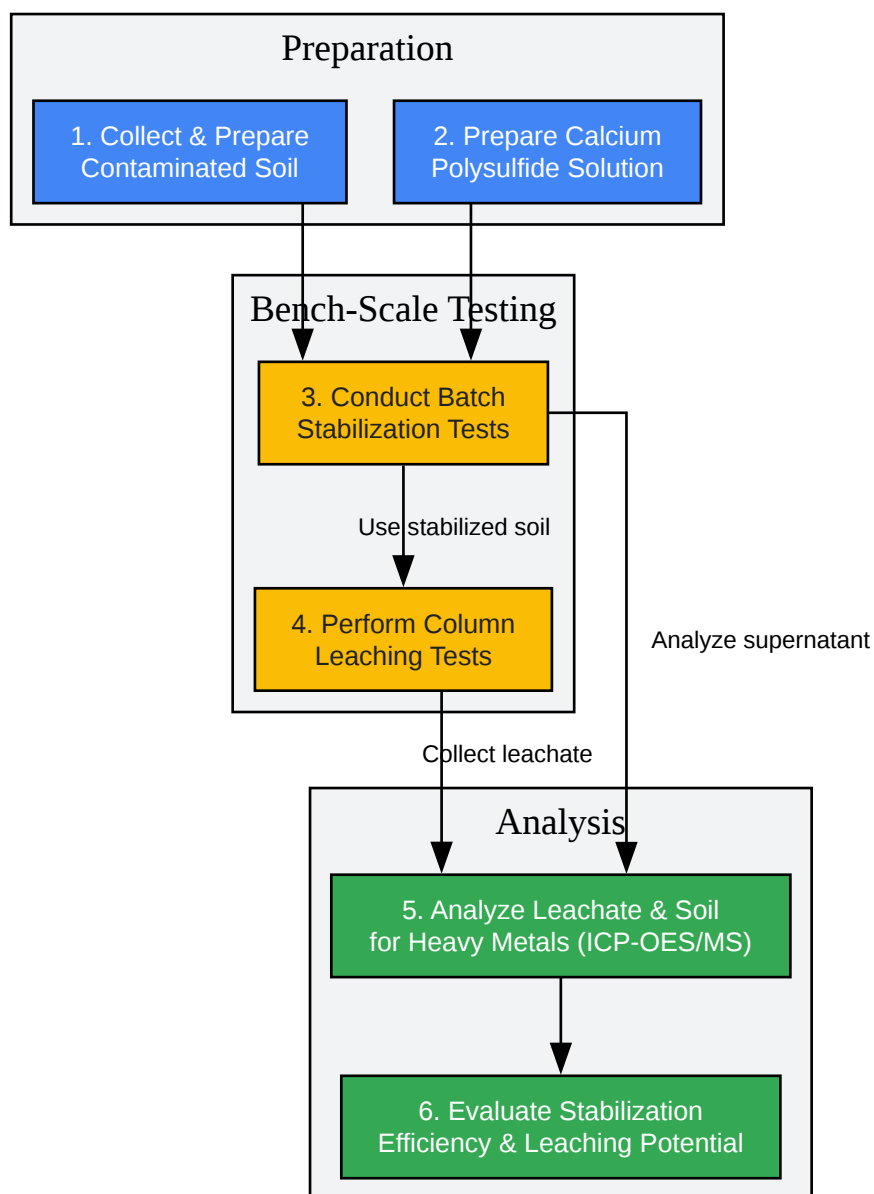 Preparation
1. Collect & Prepare
Contaminated Soil
2. Prepare Calcium
Polysulfide Solution
Bench-Scale Testing
3. Conduct Batch
Stabilization Tests
Use stabilized soil
4. Perform Column
Leaching Tests
Analyze supernatant
Collect leachate
Analysis
5. Analyze Leachate & Soil
for Heavy Metals (ICP-OES/MS)
6. Evaluate Stabilization
Efficiency & Leaching Potential